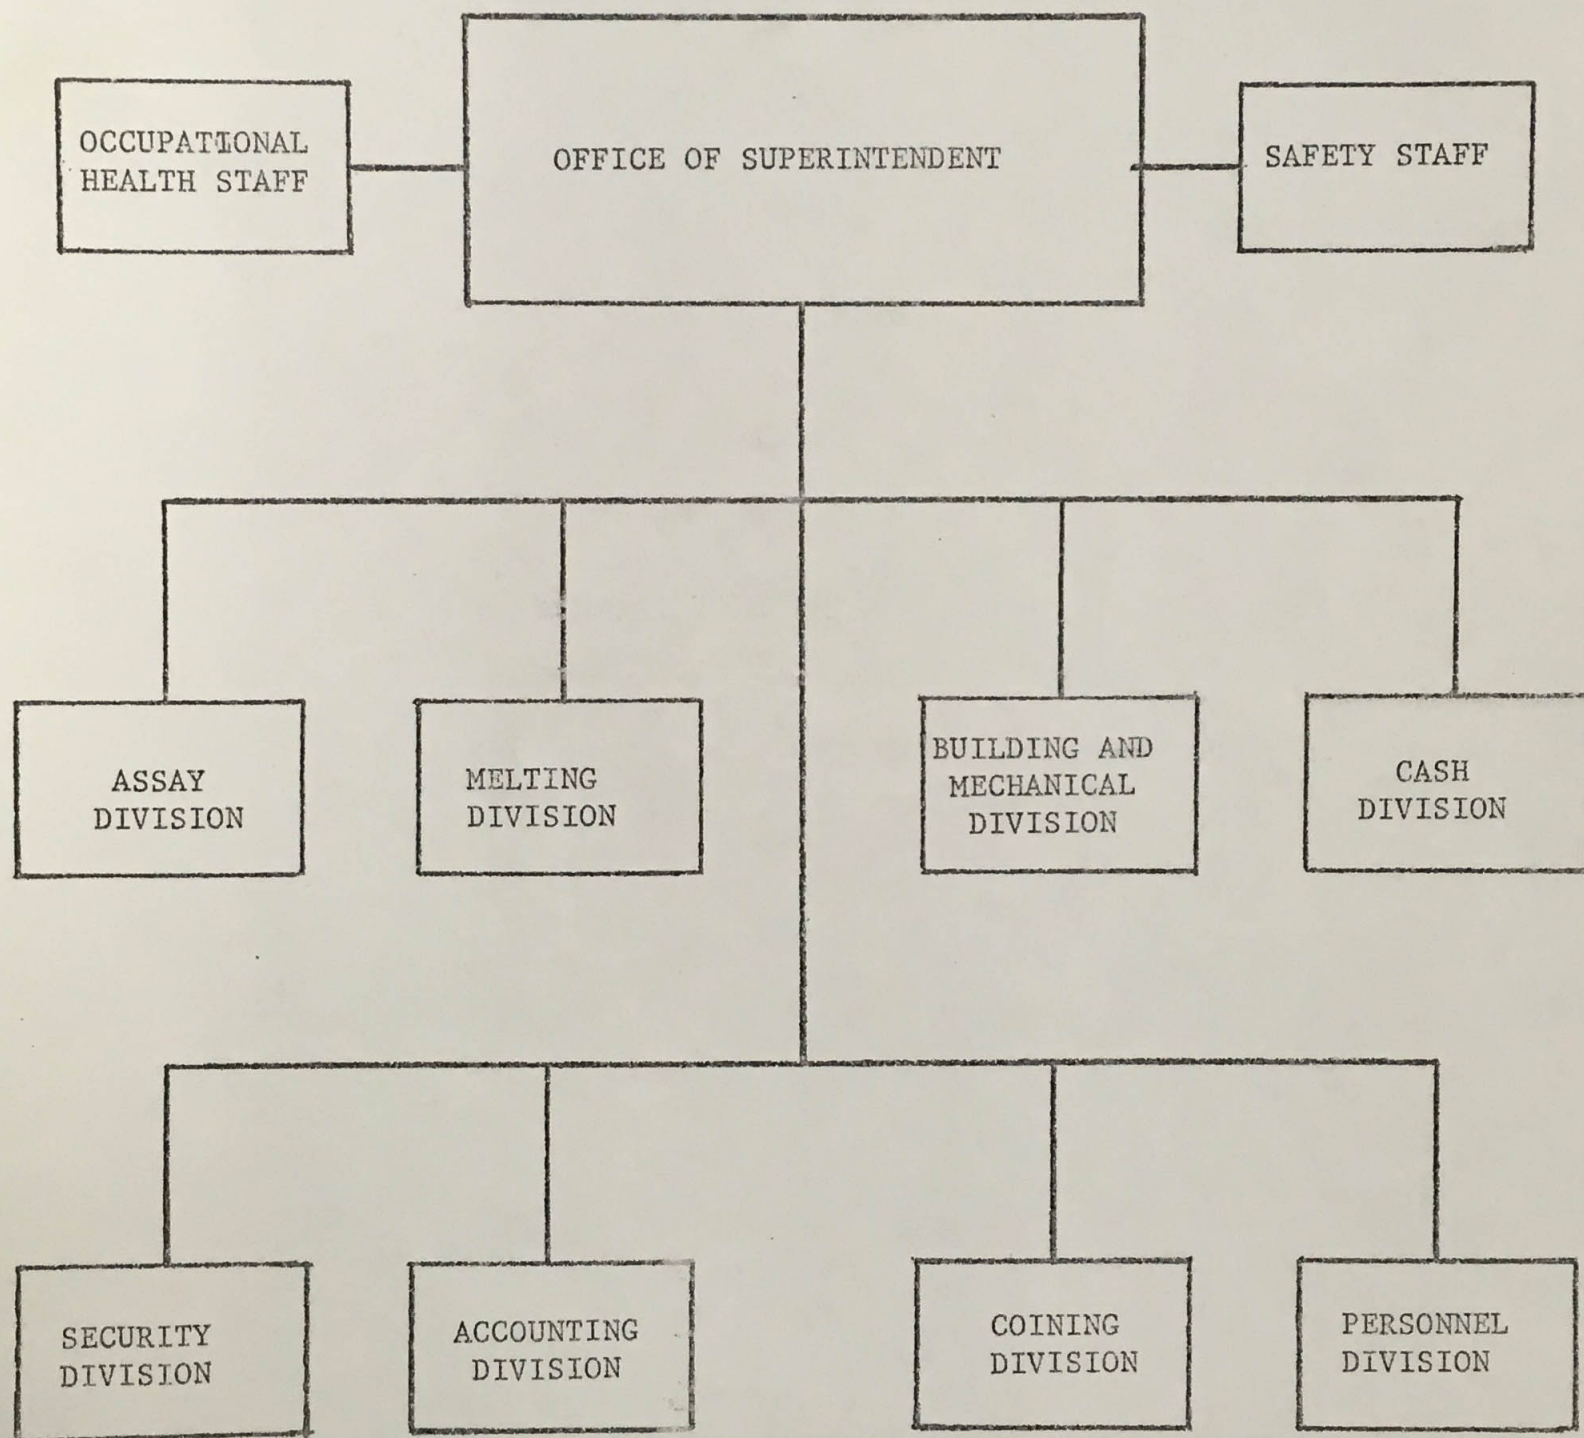 OCCUPATIONAL
HEALTH STAFF
OFFICE OF SUPERINTENDENT
SAFETY STAFF
ASSAY
DIVISION
MELTING
DIVISION
BUILDING AND
MECHANICAL
DIVISION
CASH
DIVISION
SECURITY
DIVISION
ACCOUNTING
DIVISION
COINING
DIVISION
PERSONNEL
DIVISION